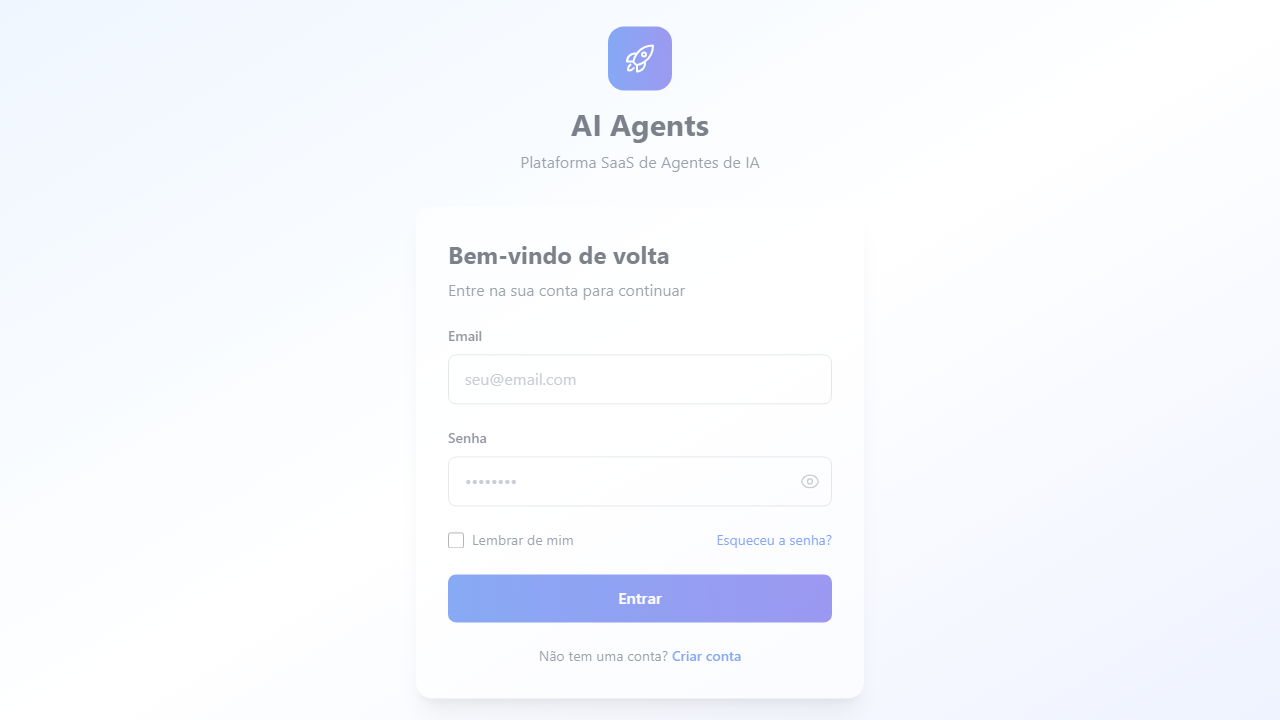 AI Agents
Plataforma SaaS de Agentes de IA
Bem-vindo de volta
Entre na sua conta para continuar
Email
seu@email.com
Senha
••••••••
Lembrar de mim
Esqueceu a senha?
Entrar
Não tem uma conta? Criar conta